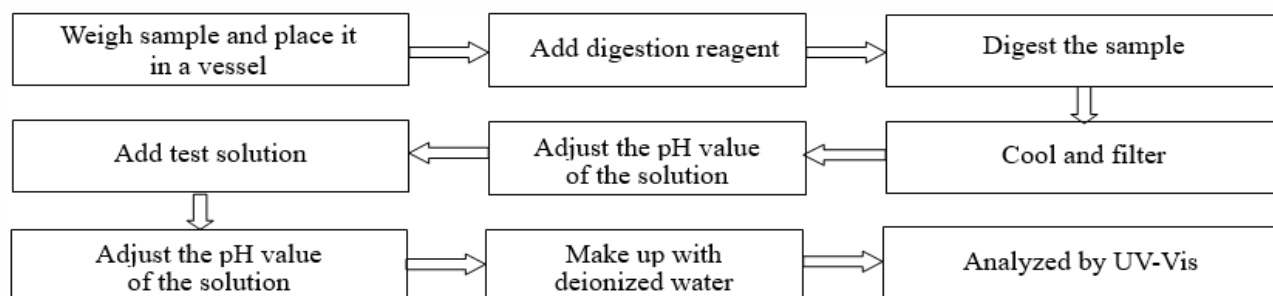 Weigh sample and place it
in a vessel
Add digestion reagent
Digest the sample
Cool and filter
Adjust the pH value
of the solution
Add test solution
Adjust the pH value
of the solution
Make up with
deionized water
Analyzed by UV-Vis